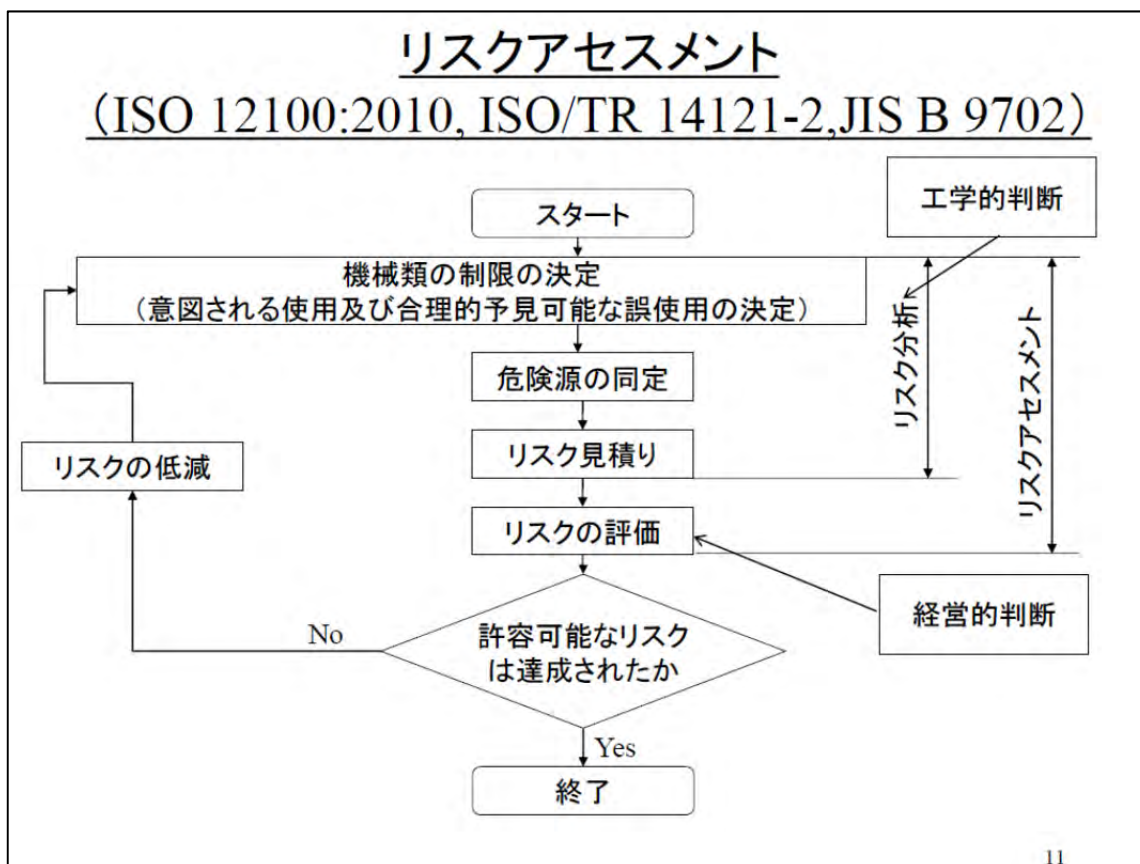 リスクアセスメント
（ISO 12100:2010, ISO/TR 14121-2,JIS B 9702）
工学的判断
スタート
機械類の制限の決定
（意図される使用及び合理的予見可能な誤使用の決定）
危険源の同定
リスク分析
リスクアセスメント
リスクの低減
リスク見積り
リスクの評価
経営的判断
No
許容可能なリスク
は達成されたか
Yes
終了
11